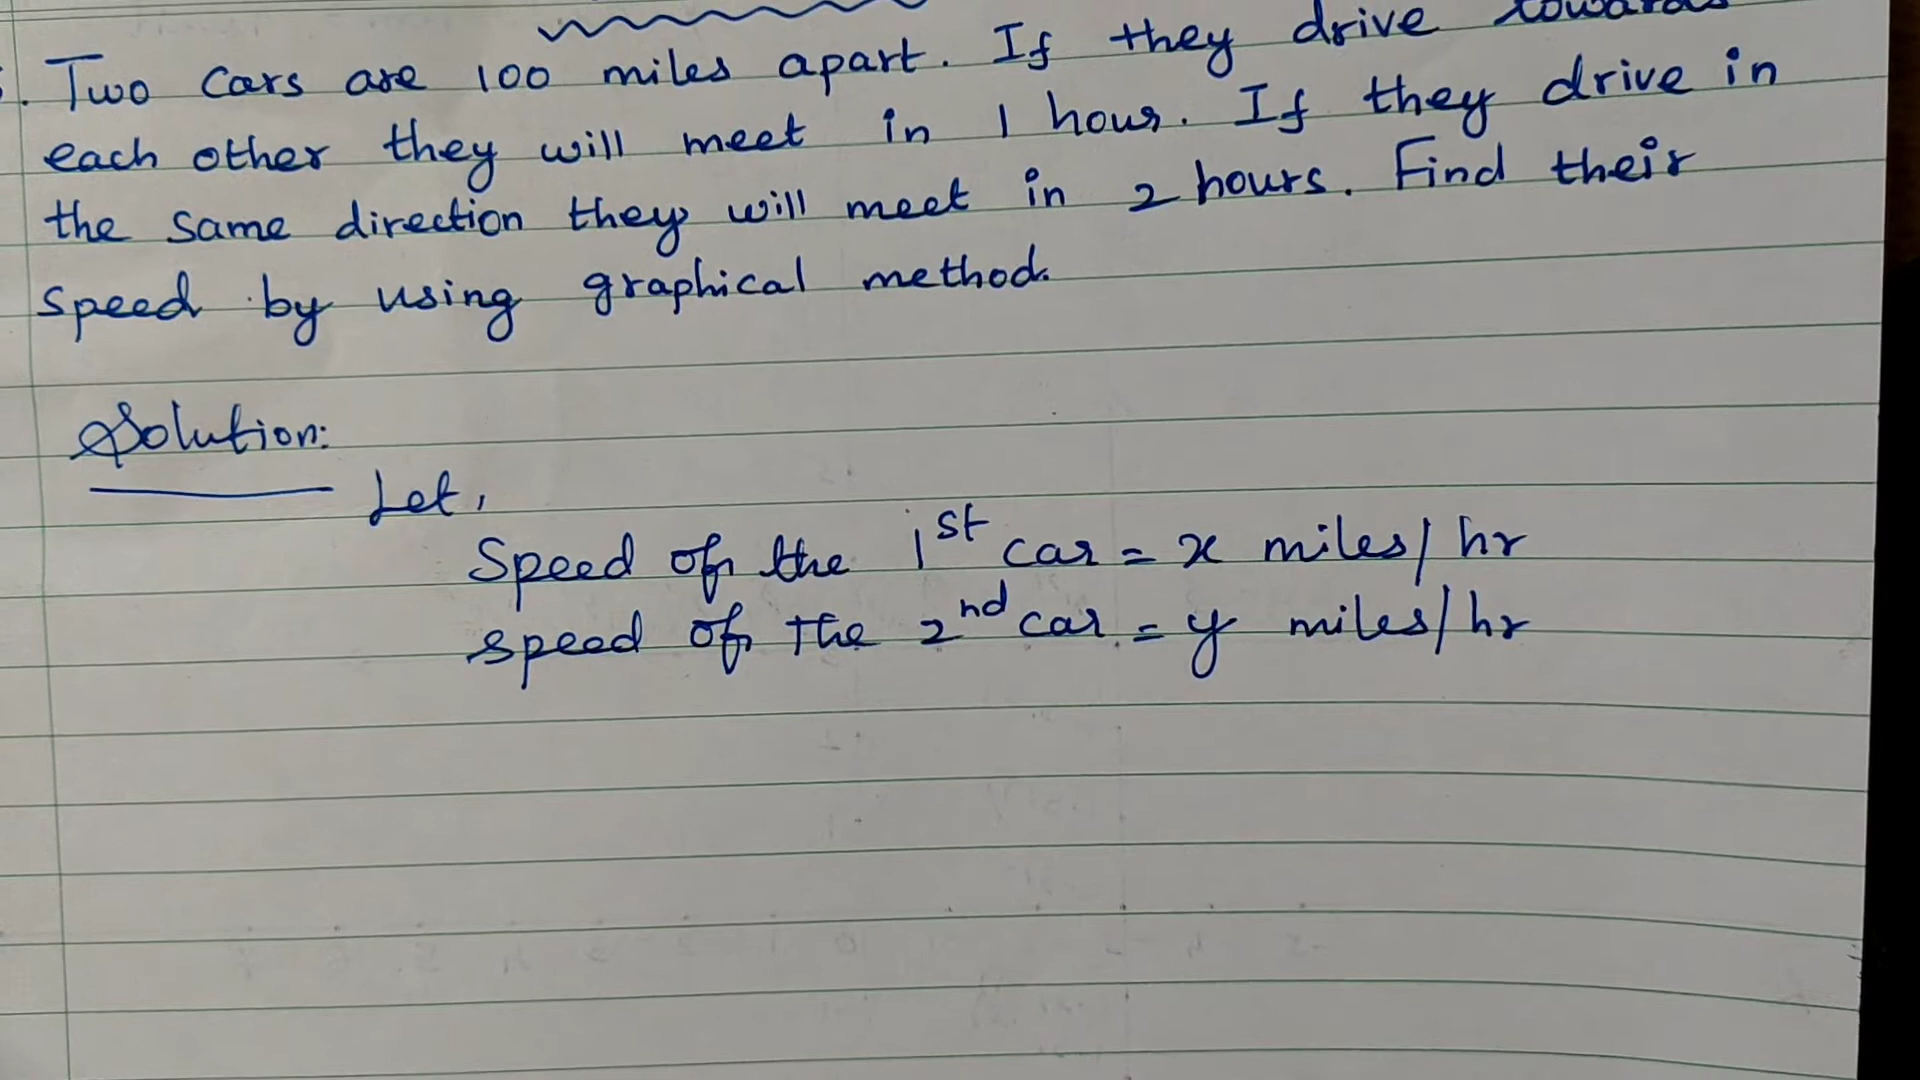 Two Cars are 100 miles apart. If they drive towards
each other they will meet in 1 hour. If they drive in
the same direction they will meet in 2 hours. Find their
speed by using graphical method.
Solution:
Let,
Speed of the 1st car = x miles/hr
speed of the 2nd car = y miles/hr